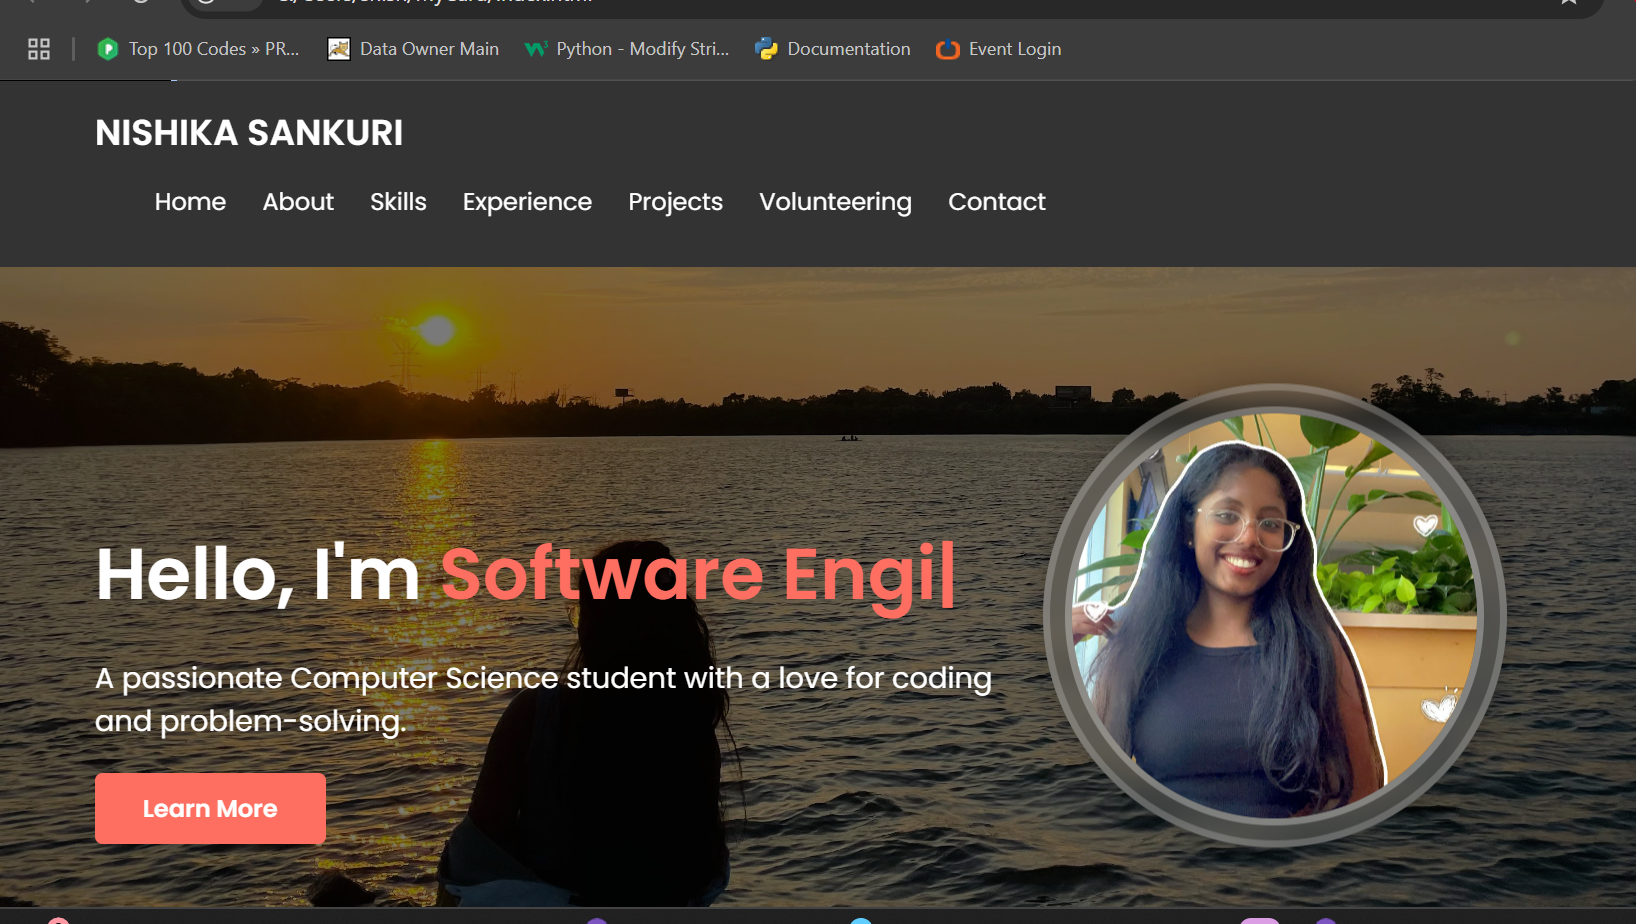 Top 100 Codes » PR... Data Owner Main Python - Modify Stri... Documentation Event Login
NISHIKA SANKURI
Home About Skills Experience Projects Volunteering Contact
Hello, I'm Software Engi|
A passionate Computer Science student with a love for coding
and problem-solving.
Learn More